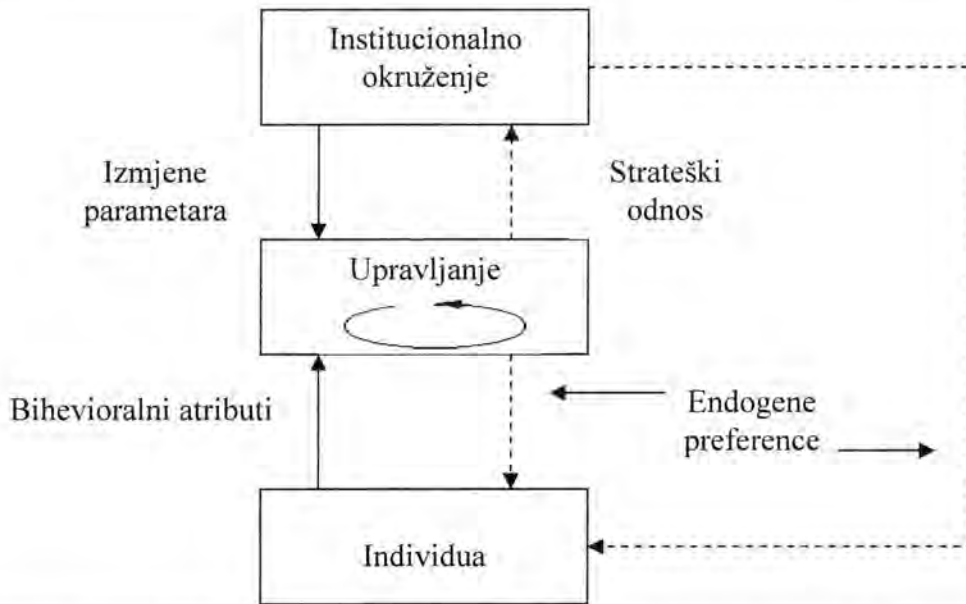 Institucionalno
okruženje
Izmjene
parametara
Strateški
odnos
Upravljanje
Bihevioralni atributi
Endogene
preference
Individua